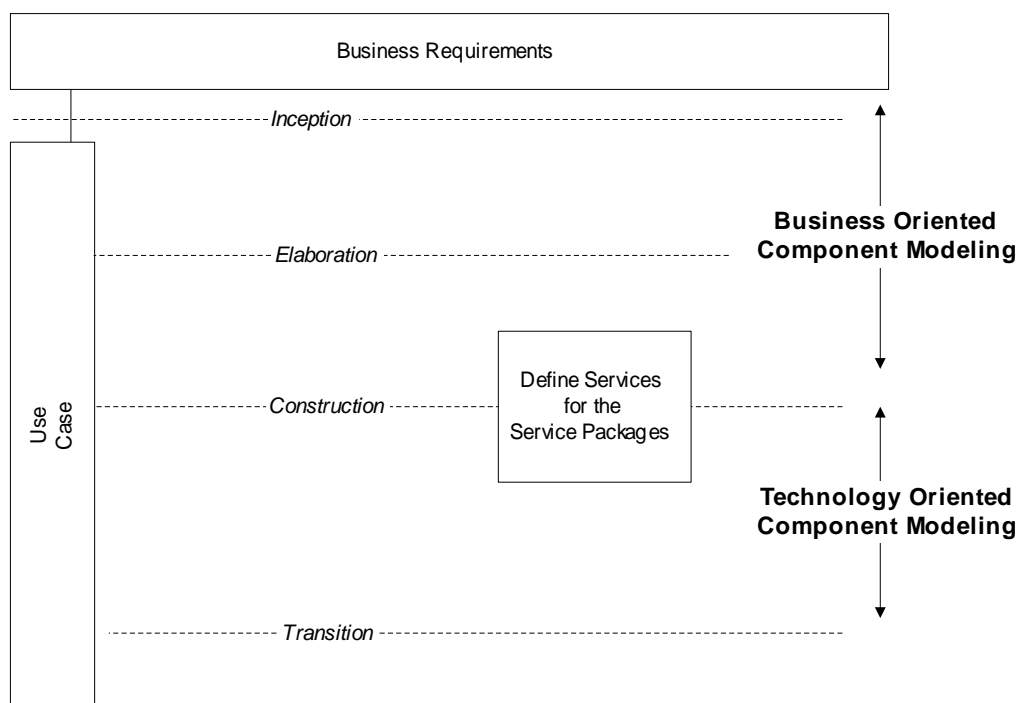 Business Requirements
Inception
Business Oriented
Component Modeling
Elaboration
Define Services
for the
Service Packages
Construction
Use
Case
Technology Oriented
Component Modeling
Transition